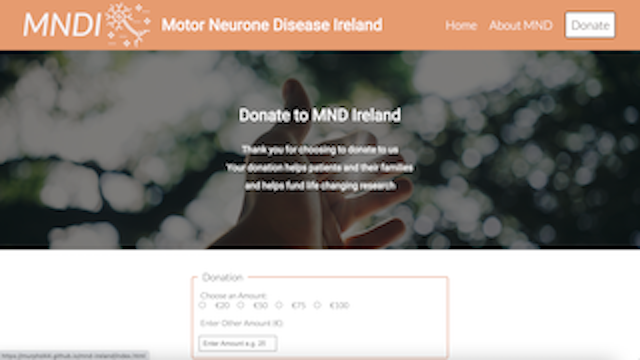 MNDI
Motor Neurone Disease Ireland
Home About MND Donate
Donate to MND Ireland
Thank you for choosing to donate to us
Your donation helps patients and their families
and helps fund life changing research
Donation
Choose an Amount:
€20 €50 €75 €100
Enter Other Amount (€):
Enter Amount e.g. 25